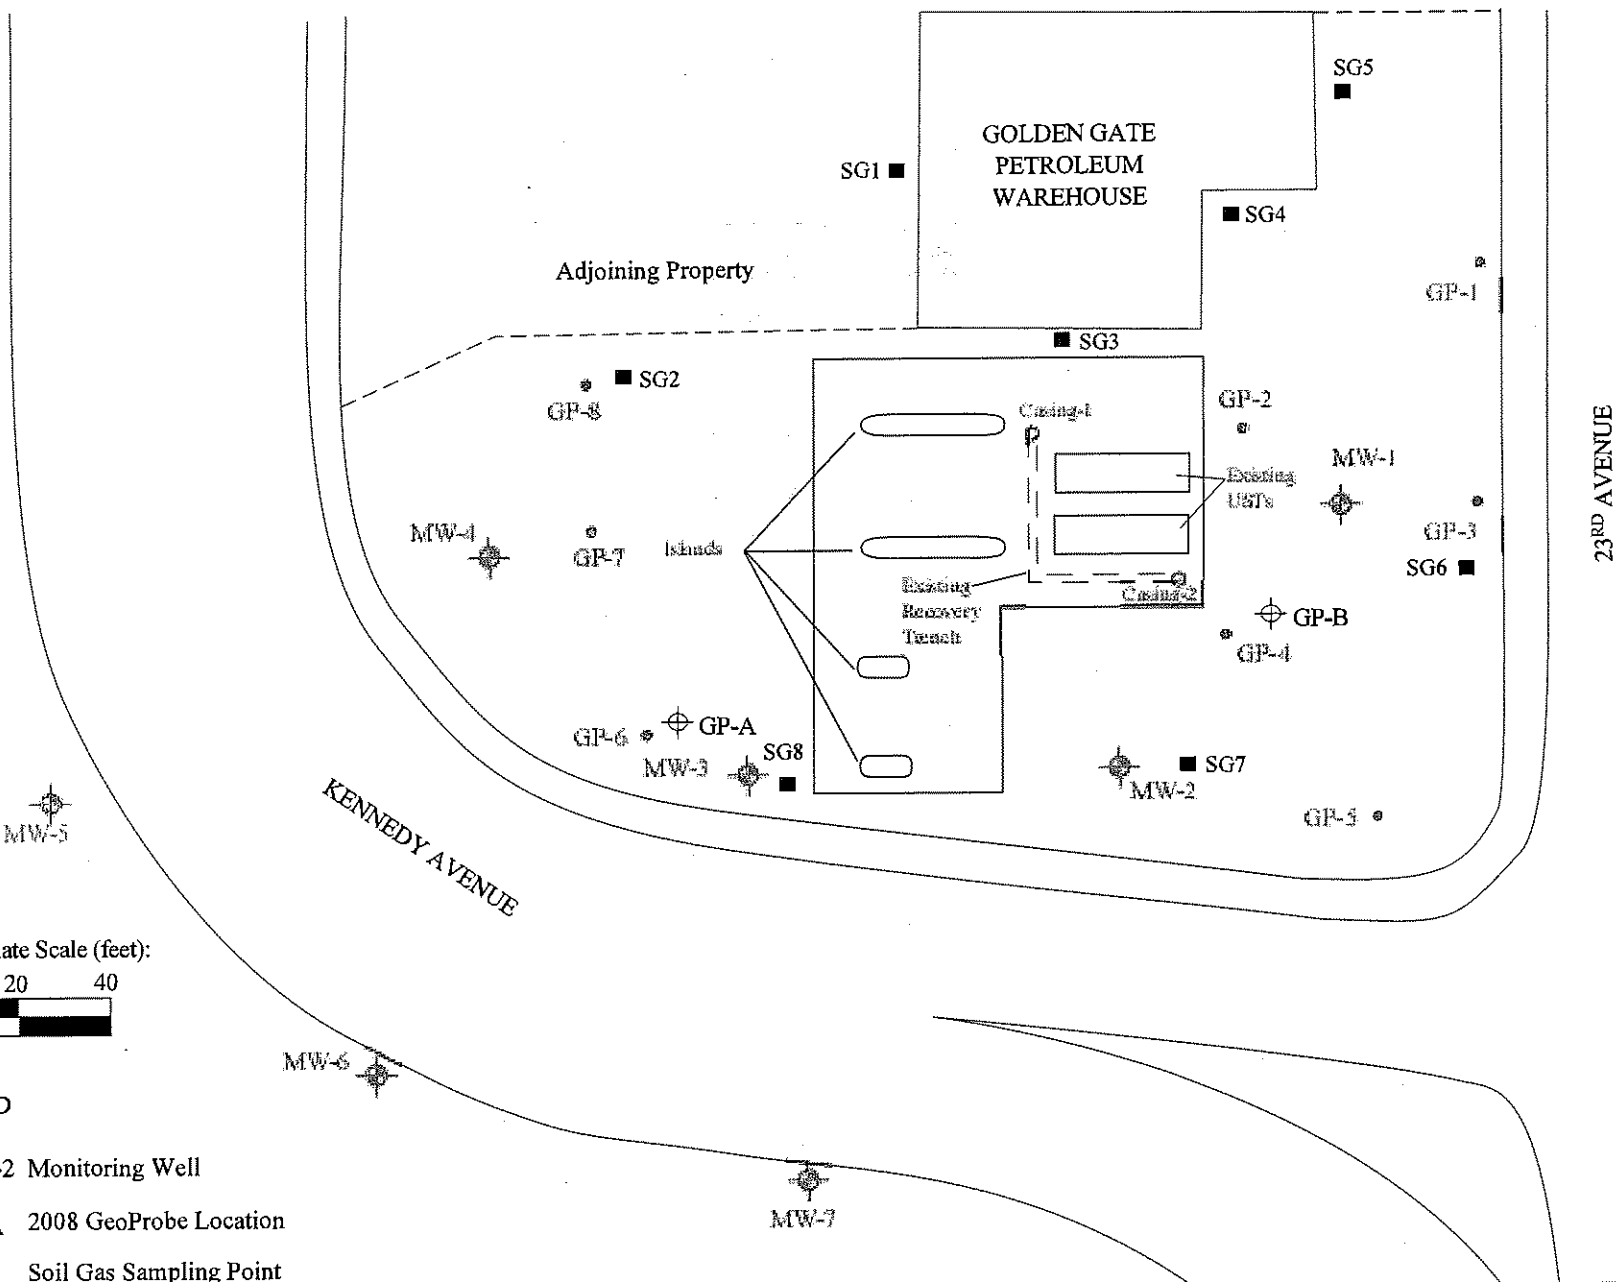 SG5
GOLDEN GATE
PETROLEUM
WAREHOUSE
SG1
SG4
Adjoining Property
GP-1
SG3
SG2
GP-8
Casing-1
GP-2
MW-1
Existing
USTs
23RD AVENUE
MW-4
GP-7
Islands
GP-3
SG6
Existing
Recovery
Trench
Casing-2
GP-B
GP-4
GP-A
GP-6
SG8
MW-3
SG7
MW-2
GP-5
KENNEDY AVENUE
MW-5
ate Scale (feet):
20 40
MW-6
D
-2 Monitoring Well
2008 GeoProbe Location
MW-7
Soil Gas Sampling Point